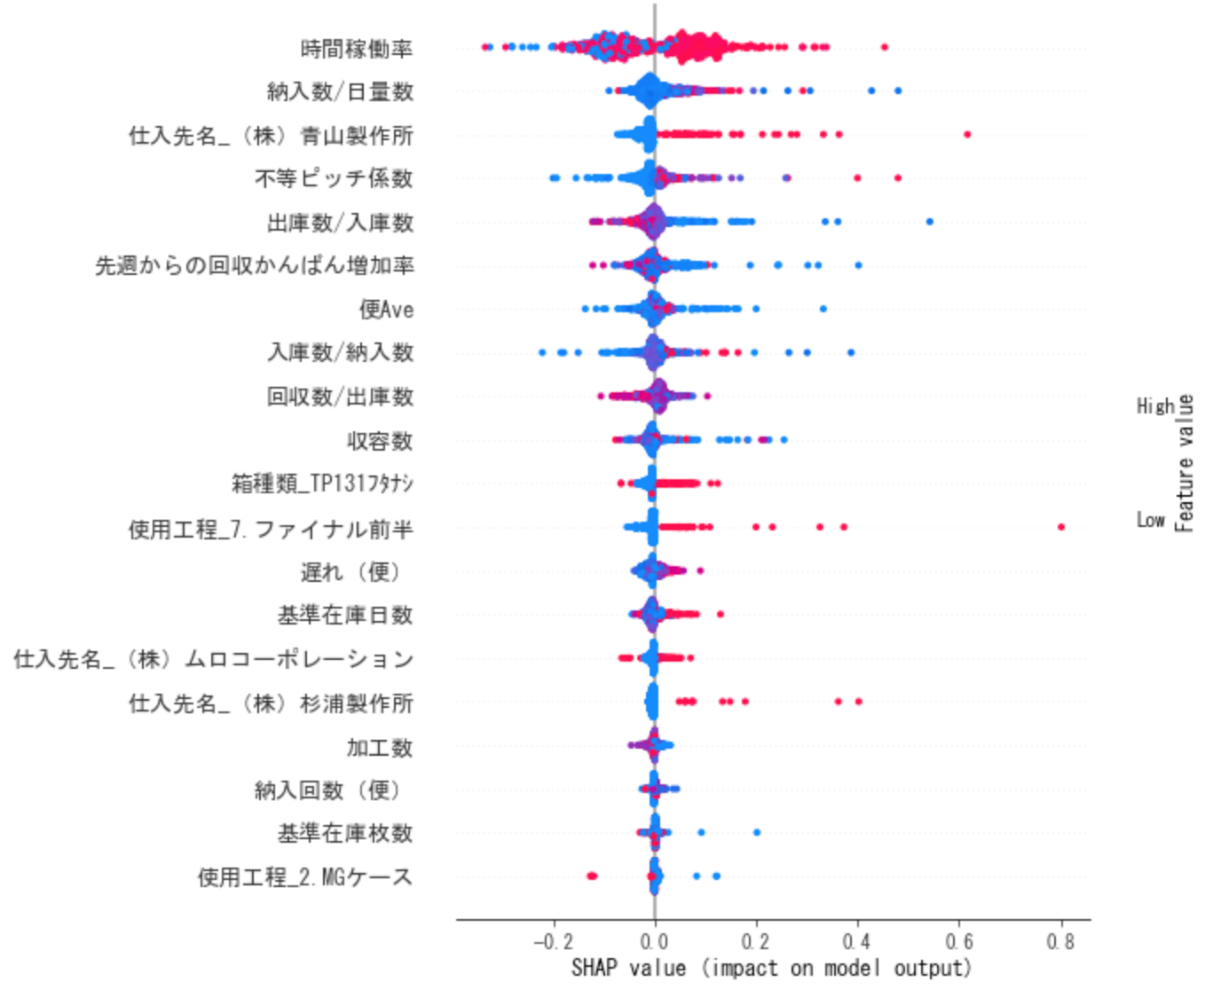 時間稼働率
納入数/日量数
仕入先名_（株）青山製作所
不等ピッチ係数
出庫数/入庫数
先週からの回収かんばん増加率
便Ave
入庫数/納入数
回収数/出庫数
収容数
箱種類_TP131ﾌﾀﾅｼ
使用工程_7.ファイナル前半
遅れ（便）
基準在庫日数
仕入先名_（株）ムロコーポレーション
仕入先名_（株）杉浦製作所
加工数
納入回数（便）
基準在庫枚数
使用工程_2.MGケース
-0.2 0.0 0.2 0.4 0.6 0.8
SHAP value (impact on model output)
High
Low
Feature value